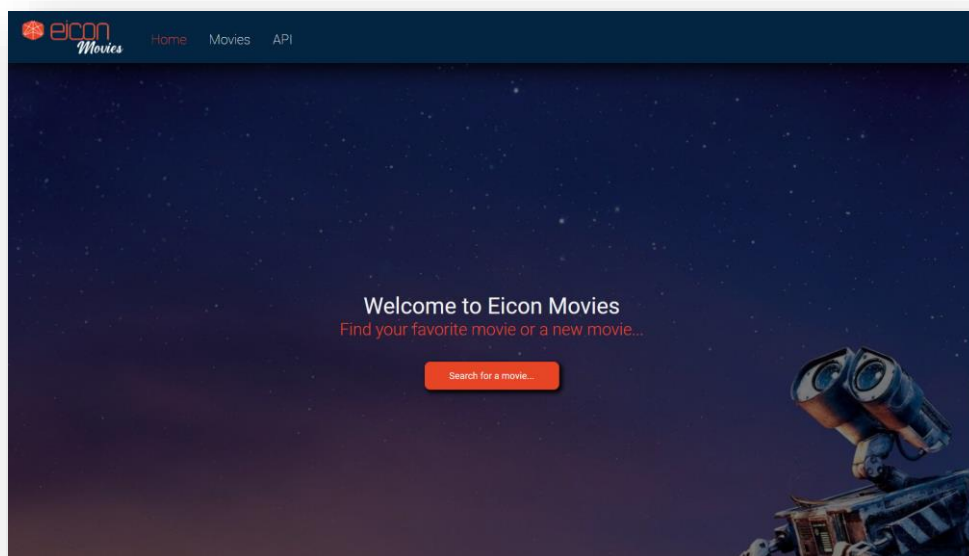 eicon
Movies
Home Movies API
Welcome to Eicon Movies
Find your favorite movie or a new movie...
Search for a movie...